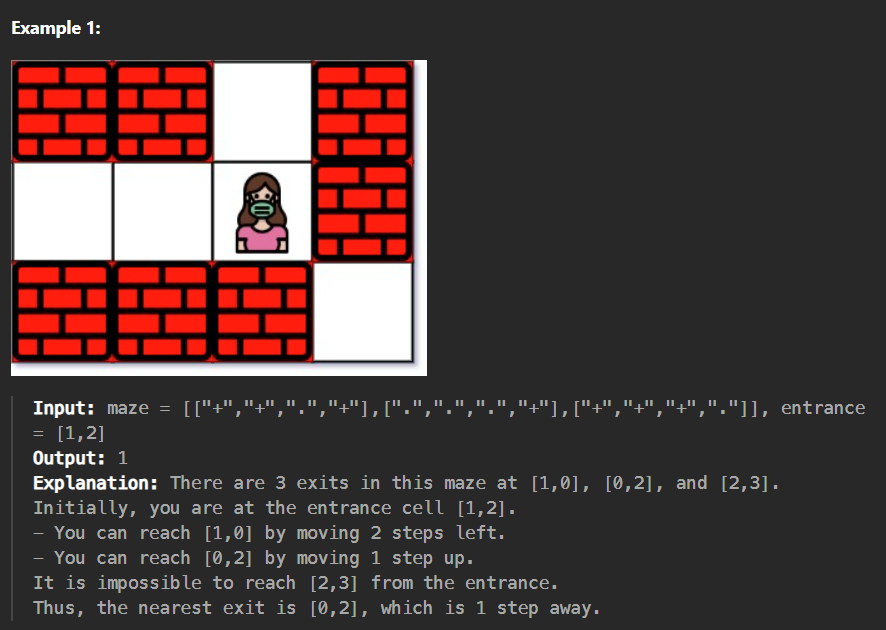 Example 1:
Input: maze = [["+","+",".","+"],[".",".",".","+"],["+","+","+","."]], entrance
= [1,2]
Output: 1
Explanation: There are 3 exits in this maze at [1,0], [0,2], and [2,3].
Initially, you are at the entrance cell [1,2].
- You can reach [1,0] by moving 2 steps left.
- You can reach [0,2] by moving 1 step up.
It is impossible to reach [2,3] from the entrance.
Thus, the nearest exit is [0,2], which is 1 step away.